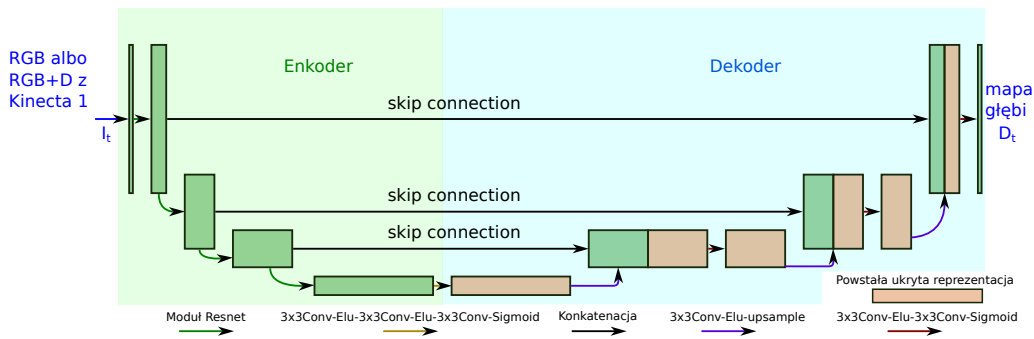 RGB albo
RGB+D z
Kinecta 1
It
Enkoder
Dekoder
skip connection
mapa
głębi
Dt
skip connection
skip connection
Powstała ukryta reprezentacja
Moduł Resnet
3x3Conv-Elu-3x3Conv-Elu-3x3Conv-Sigmoid
Konkatenacja
3x3Conv-Elu-upsample
3x3Conv-Elu-3x3Conv-Sigmoid